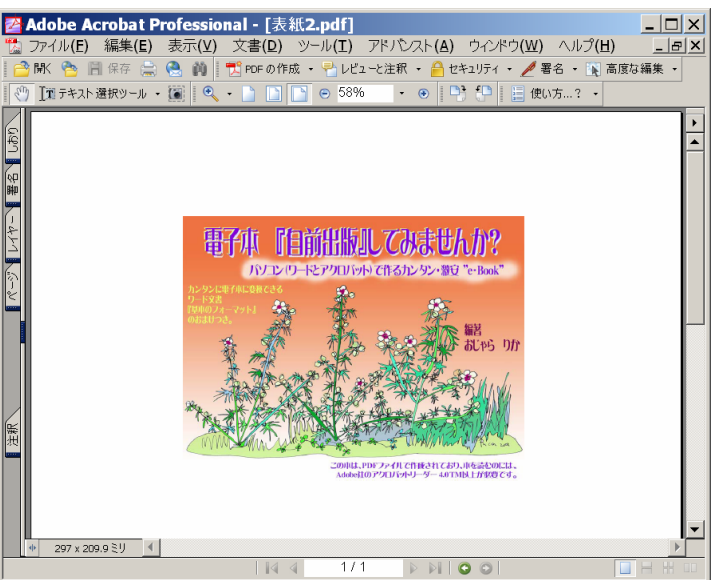 Adobe Acrobat Professional - [表紙2.pdf]
ファイル(F) 編集(E) 表示(V) 文書(D) ツール(T) アドバンスト(A) ウィンドウ(W) ヘルプ(H)
開く 保存 PDF の作成 レビューと注釈 セキュリティ 署名 高度な編集
テキスト選択ツール 58% 使い方...?
しおり
署名
レイヤー
ページ
注釈
電子本 『自前出版』してみませんか?
パソコン(ワードとアクロバット)で作るカンタン・激安 "e-Book"
カンタンに電子本に変換できる
ワード文書
『基本のフォーマット』
のおまけつき。
編著
おじゃら りか
この本は、PDFファイルで作成されており、本を読むのには、
Adobe社のアクロバットリーダー 4.0TM以上が必要です。
297 x 209.9 ミリ
1 / 1